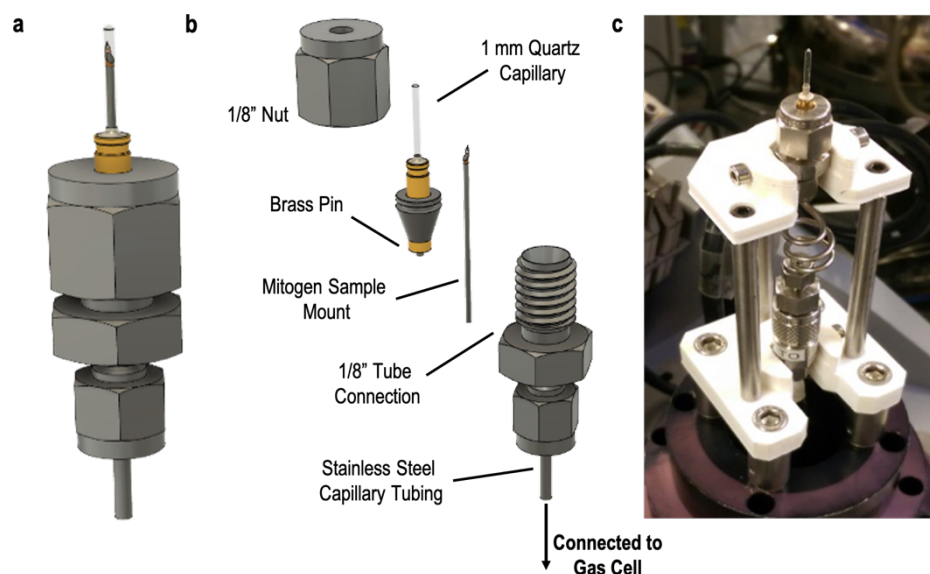 a
b
c
1 mm Quartz
Capillary
1/8” Nut
Brass Pin
Mitogen Sample
Mount
1/8” Tube
Connection
Stainless Steel
Capillary Tubing
Connected to
Gas Cell